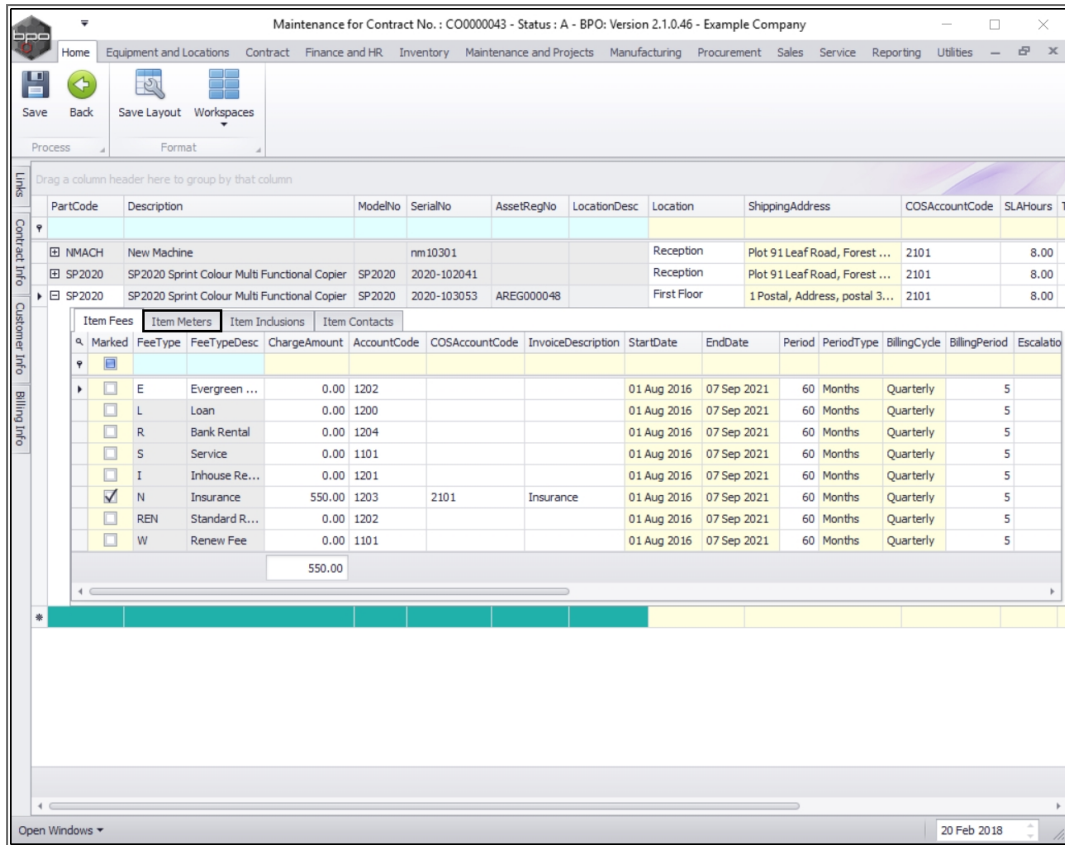 bpo
Maintenance for Contract No. : CO0000043 - Status : A - BPO: Version 2.1.0.46 - Example Company
Home Equipment and Locations Contract Finance and HR Inventory Maintenance and Projects Manufacturing Procurement Sales Service Reporting Utilities
Save Back Save Layout Workspaces
Process Format
Links
Contract Info
Customer Info
Billing Info
Drag a column header here to group by that column
PartCode Description ModelNo SerialNo AssetRegNo LocationDesc Location ShippingAddress COSAccountCode SLAHours T
NMACH New Machine nm10301 Reception Plot 91 Leaf Road, Forest ... 2101 8.00
SP2020 SP2020 Sprint Colour Multi Functional Copier SP2020 2020-102041 Reception Plot 91 Leaf Road, Forest ... 2101 8.00
SP2020 SP2020 Sprint Colour Multi Functional Copier SP2020 2020-103053 AREG000048 First Floor 1 Postal, Address, postal 3... 2101 8.00
Item Fees Item Meters Item Inclusions Item Contacts
Marked FeeType FeeTypeDesc ChargeAmount AccountCode COSAccountCode InvoiceDescription StartDate EndDate Period PeriodType BillingCycle BillingPeriod Escalatio
E Evergreen ... 0.00 1202 01 Aug 2016 07 Sep 2021 60 Months Quarterly 5
L Loan 0.00 1200 01 Aug 2016 07 Sep 2021 60 Months Quarterly 5
R Bank Rental 0.00 1204 01 Aug 2016 07 Sep 2021 60 Months Quarterly 5
S Service 0.00 1101 01 Aug 2016 07 Sep 2021 60 Months Quarterly 5
I Inhouse Re... 0.00 1201 01 Aug 2016 07 Sep 2021 60 Months Quarterly 5
N Insurance 550.00 1203 2101 Insurance 01 Aug 2016 07 Sep 2021 60 Months Quarterly 5
REN Standard R... 0.00 1202 01 Aug 2016 07 Sep 2021 60 Months Quarterly 5
W Renew Fee 0.00 1101 01 Aug 2016 07 Sep 2021 60 Months Quarterly 5
550.00
Open Windows 20 Feb 2018